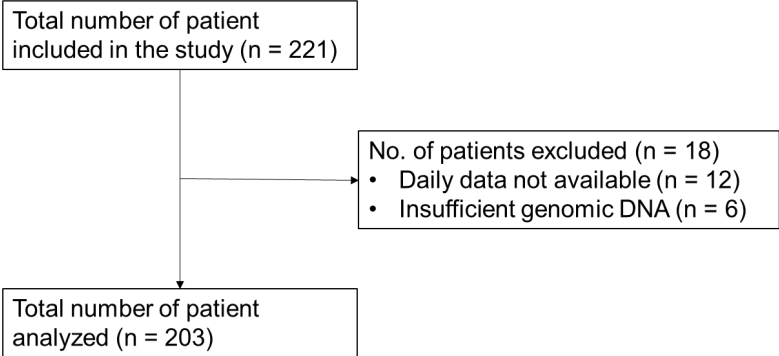 Total number of patient
included in the study (n = 221)
No. of patients excluded (n = 18)
• Daily data not available (n = 12)
• Insufficient genomic DNA (n = 6)
Total number of patient
analyzed (n = 203)